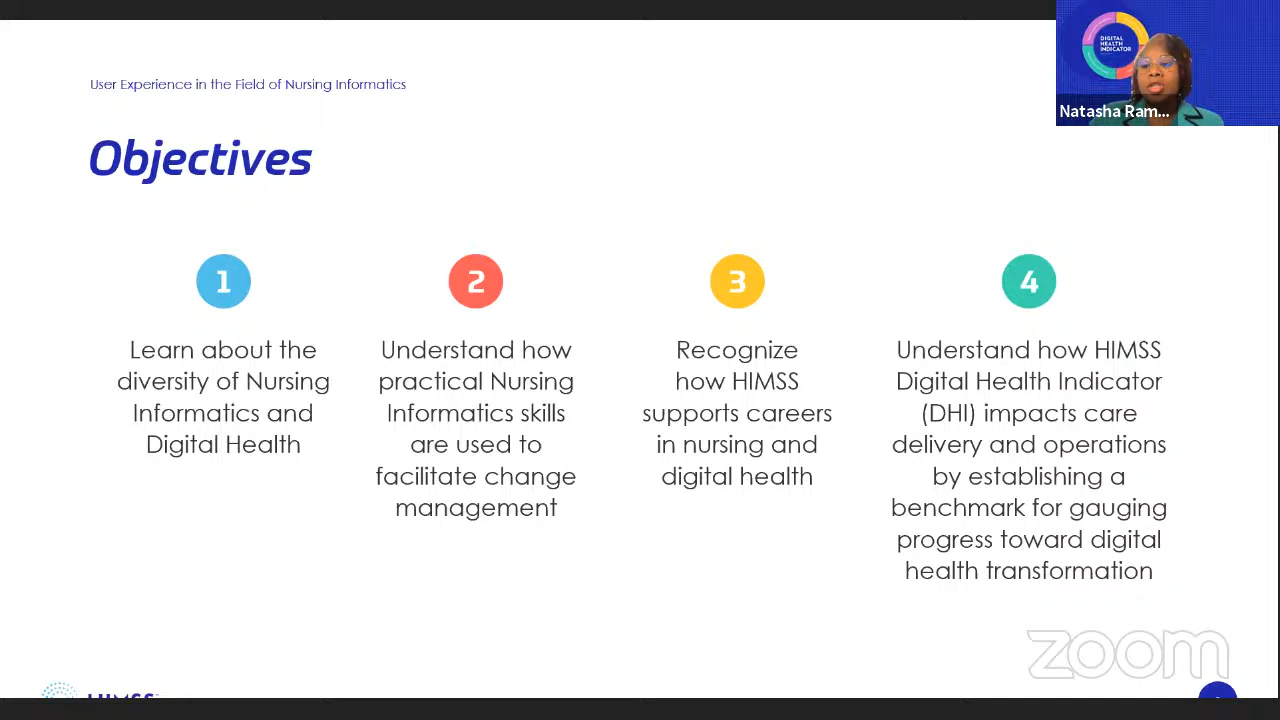 User Experience in the Field of Nursing Informatics
Objectives
DIGITAL
HEALTH
INDICATOR
Natasha Ram...
1
Learn about the
diversity of Nursing
Informatics and
Digital Health
2
Understand how
practical Nursing
Informatics skills
are used to
facilitate change
management
3
Recognize
how HIMSS
supports careers
in nursing and
digital health
4
Understand how HIMSS
Digital Health Indicator
(DHI) impacts care
delivery and operations
by establishing a
benchmark for gauging
progress toward digital
health transformation
zoom
HIMSS